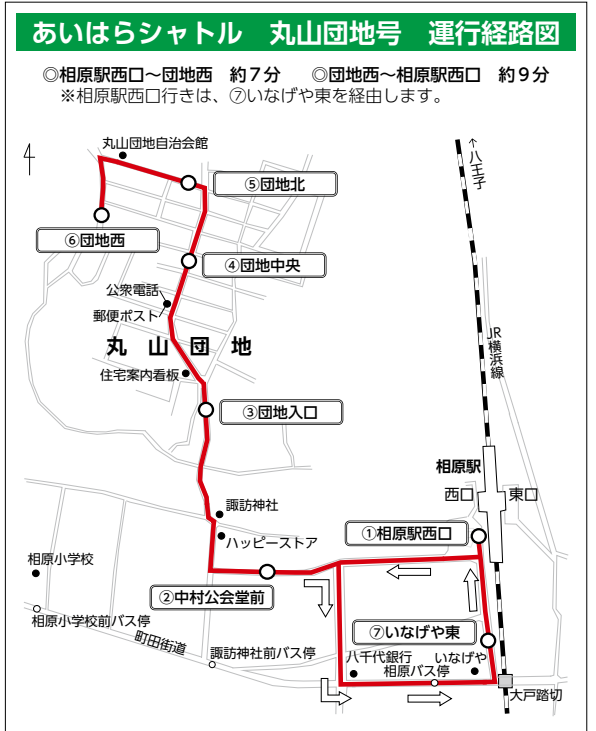 あいはらシャトル 丸山団地号 運行経路図
◎相原駅西口~団地西 約7分 ◎団地西~相原駅西口 約9分
※相原駅西口行きは、⑦いなげや東を経由します。
丸山団地自治会館
←八王子
⑤団地北
⑥団地西
④団地中央
公衆電話
郵便ポスト
JR横浜線
丸山団地
住宅案内看板
③団地入口
相原駅
西口
東口
諏訪神社
①相原駅西口
ハッピーストア
相原小学校
②中村公会堂前
相原小学校前バス停
町田街道
⑦いなげや東
諏訪神社前バス停
八千代銀行
いなげや
相原バス停
大戸踏切